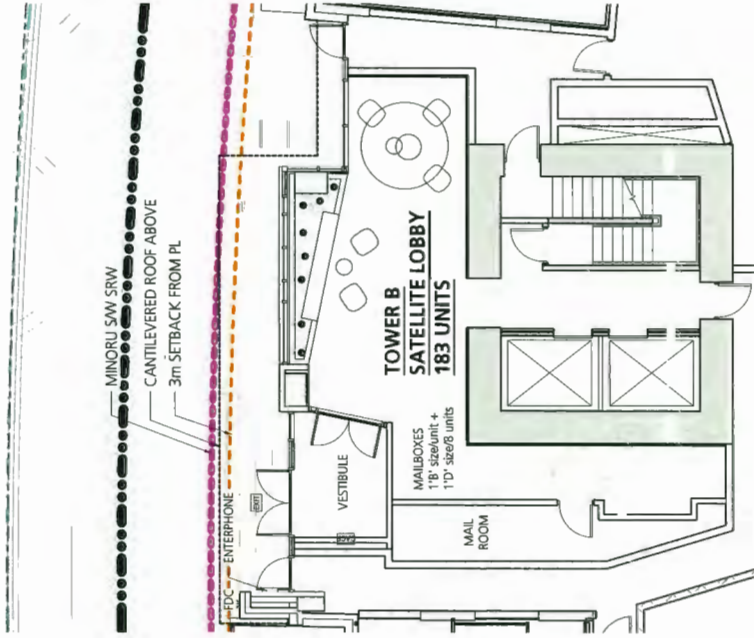 MINORU S/W SRW
CANTILEVERED ROOF ABOVE
3m SETBACK FROM PL
FDC
ENTERPHONE
EXIT
VESTIBULE
TOWER B
SATELLITE LOBBY
183 UNITS
MAILBOXES
1'B' size/unit +
1'D' size/8 units
MAIL
ROOM